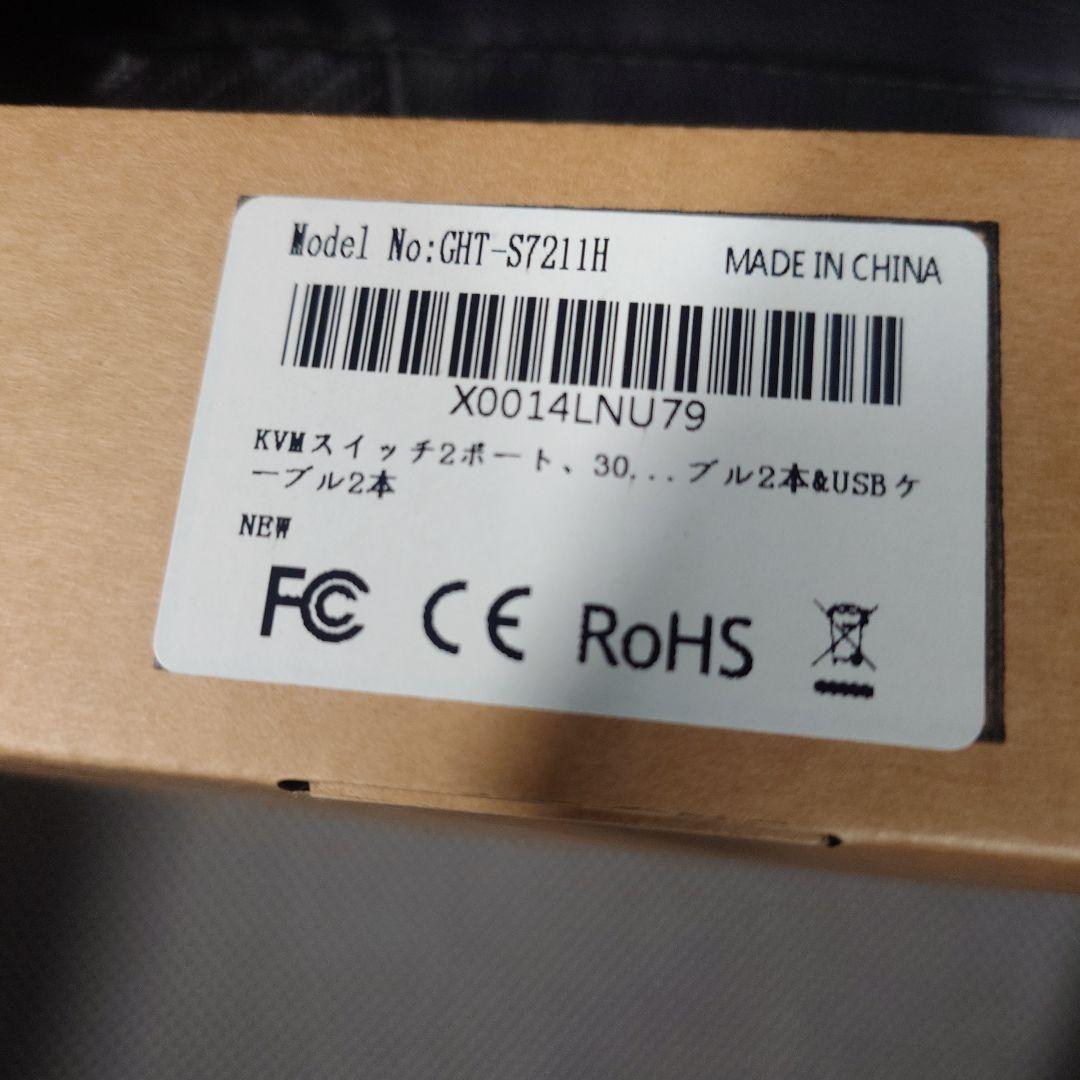 Model No:GHT-S7211H
MADE IN CHINA
X0014LNU79
KVMスイッチ2ポート、30...ブル2本&USBケ
ーブル2本
NEW
FC CE RoHS